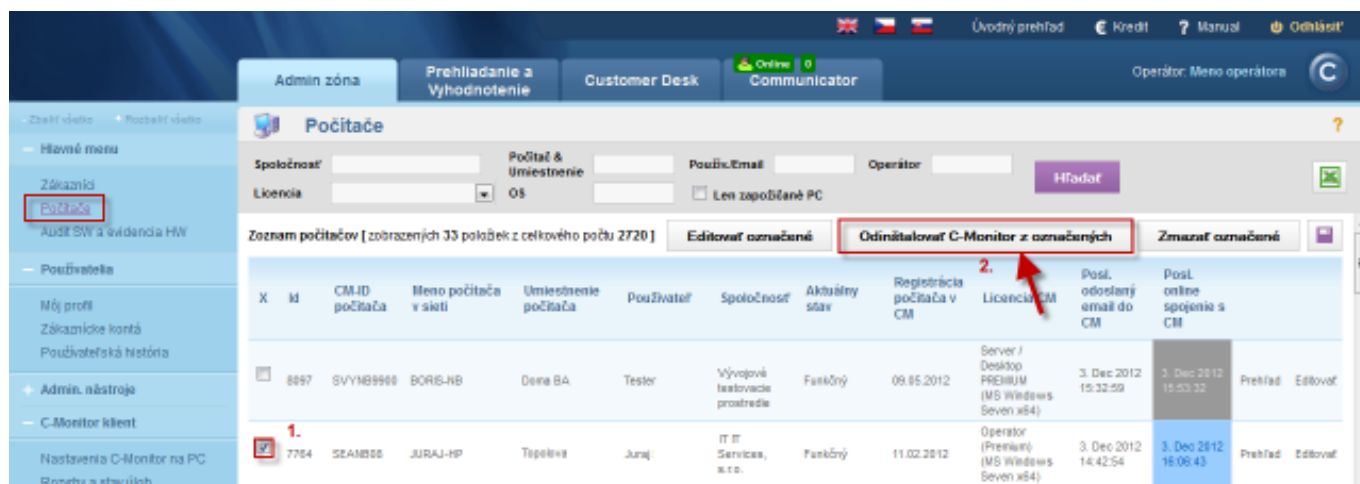 Úvodný prehľad € Kredit ? Manual Odhlásiť
Admin zóna
Prehliadanie a
Vyhodnotenie
Customer Desk
Online 0
Communicator
Operátor: Meno operátora
Zbaliť všetko + Rozbaliť všetko
Počítače ?
Hlavné menu
Zákazníci
Počítače
Audit SW a evidencia HW
Používatelia
Môj profil
Zákaznícke kontá
Používateľská história
Admin. nástroje
C-Monitor klient
Nastavenia C-Monitor na PC
Spoločnosť
Počítač &
Umiestnenie
Použív./Email
Operátor
Hľadať
Licencia
OS
Len zapožičané PC
Zoznam počítačov [ zobrazených 33 položiek z celkového počtu 2720 ]
Editovať označené
Odinštalovať C-Monitor z označených
Zmazať označené
2.
X
Id
CM-ID
počítača
Meno počítača
v sieti
Umiestnenie
počítača
Používateľ
Spoločnosť
Aktuálny
stav
Registrácia
počítača v
CM
Licencia CM
Posl.
odoslaný
email do
CM
Posl.
online
spojenie s
CM
8097
SVYNB9900
BORIS-NB
Doma BA
Tester
Vývojové
testovacie
prostredie
Funkčný
09.05.2012
Server /
Desktop
PREMIUM
(MS Windows
Seven x64)
3. Dec 2012
15:32:59
3. Dec 2012
15:53:32
Prehľad
Editovať
1.
7764
SEANB08
JURAJ-HP
Topoľova
Juraj
IT IT
Services,
s.r.o.
Funkčný
11.02.2012
Operator
(Premium)
(MS Windows
Seven x64)
3. Dec 2012
14:42:54
3. Dec 2012
16:06:43
Prehľad
Editovať